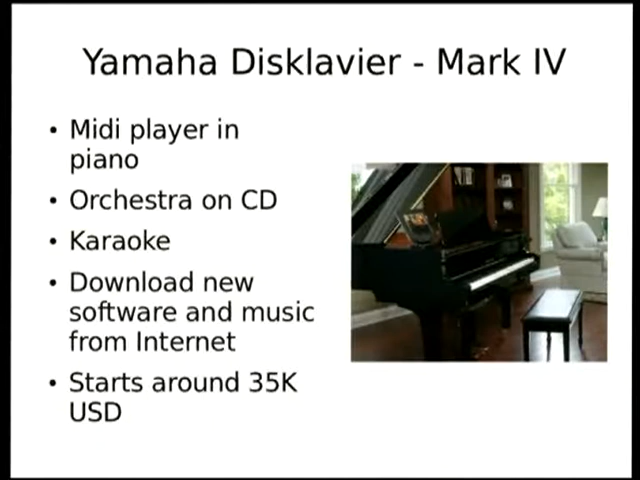 Yamaha Disklavier - Mark IV
• Midi player in
piano
• Orchestra on CD
• Karaoke
• Download new
software and music
from Internet
• Starts around 35K
USD